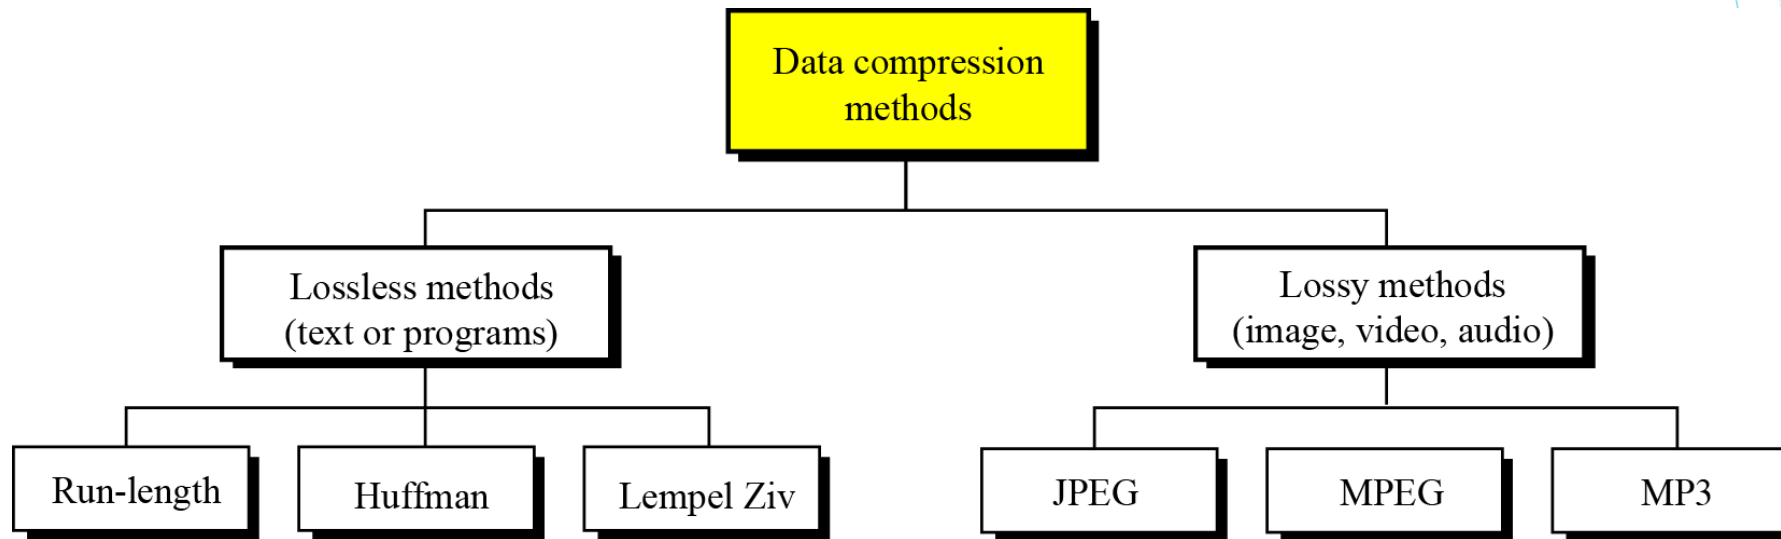 Data compression
methods
Lossless methods
(text or programs)
Lossy methods
(image, video, audio)
Run-length
Huffman
Lempel Ziv
JPEG
MPEG
MP3